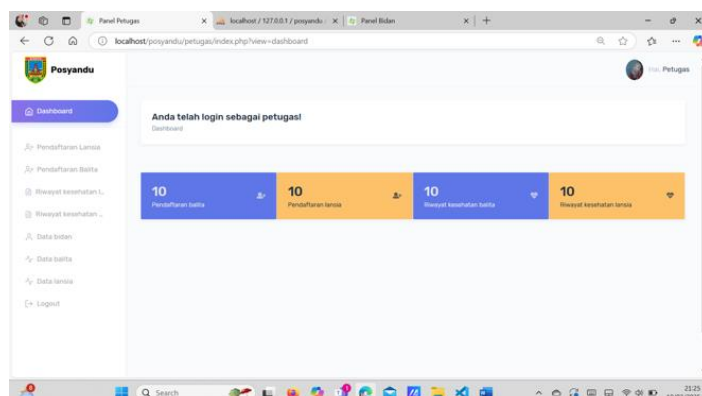 Panel Petugas
localhost / 127.0.0.1 / posyandu
Panel Bidan
localhost/posyandu/petugas/index.php?view=dashboard
Posyandu
Hai, Petugas
Dashboard
Anda telah login sebagai petugas!
Dashboard
Pendaftaran Lansia
Pendaftaran Balita
Riwayat kesehatan l...
Riwayat kesehatan ...
Data bidan
Data balita
Data lansia
Logout
10
Pendaftaran balita
10
Pendaftaran lansia
10
Riwayat kesehatan balita
10
Riwayat kesehatan lansia
Search
21:25